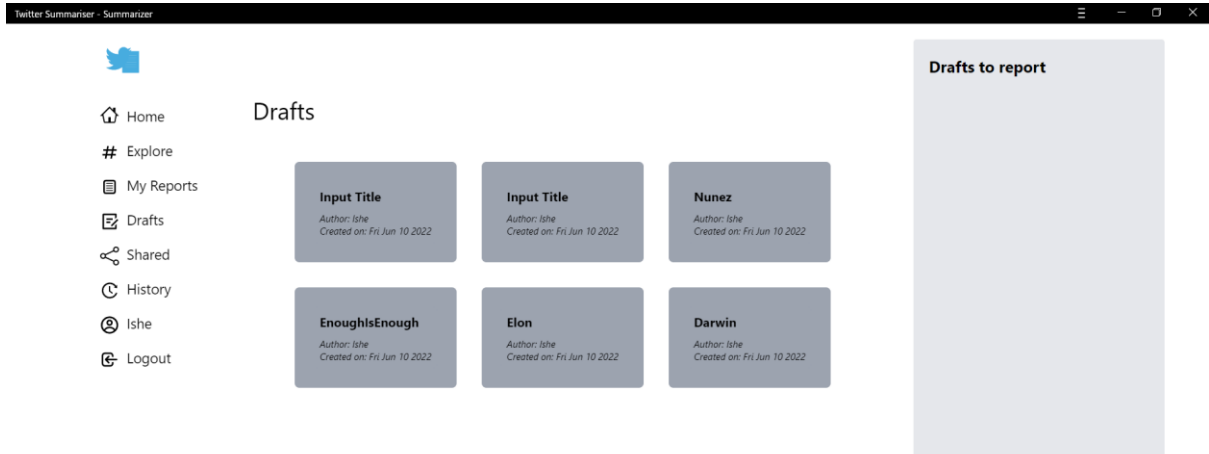 Twitter Summariser - Summarizer
Home
Explore
My Reports
Drafts
Shared
History
Ishe
Logout
Drafts
Input Title
Author: Ishe
Created on: Fri Jun 10 2022
Input Title
Author: Ishe
Created on: Fri Jun 10 2022
Nunez
Author: Ishe
Created on: Fri Jun 10 2022
EnoughIsEnough
Author: Ishe
Created on: Fri Jun 10 2022
Elon
Author: Ishe
Created on: Fri Jun 10 2022
Darwin
Author: Ishe
Created on: Fri Jun 10 2022
Drafts to report